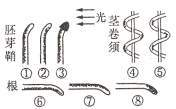 胚芽鞘
光
茎卷须
① ② ③ ④ ⑤
根
⑥ ⑦ ⑧